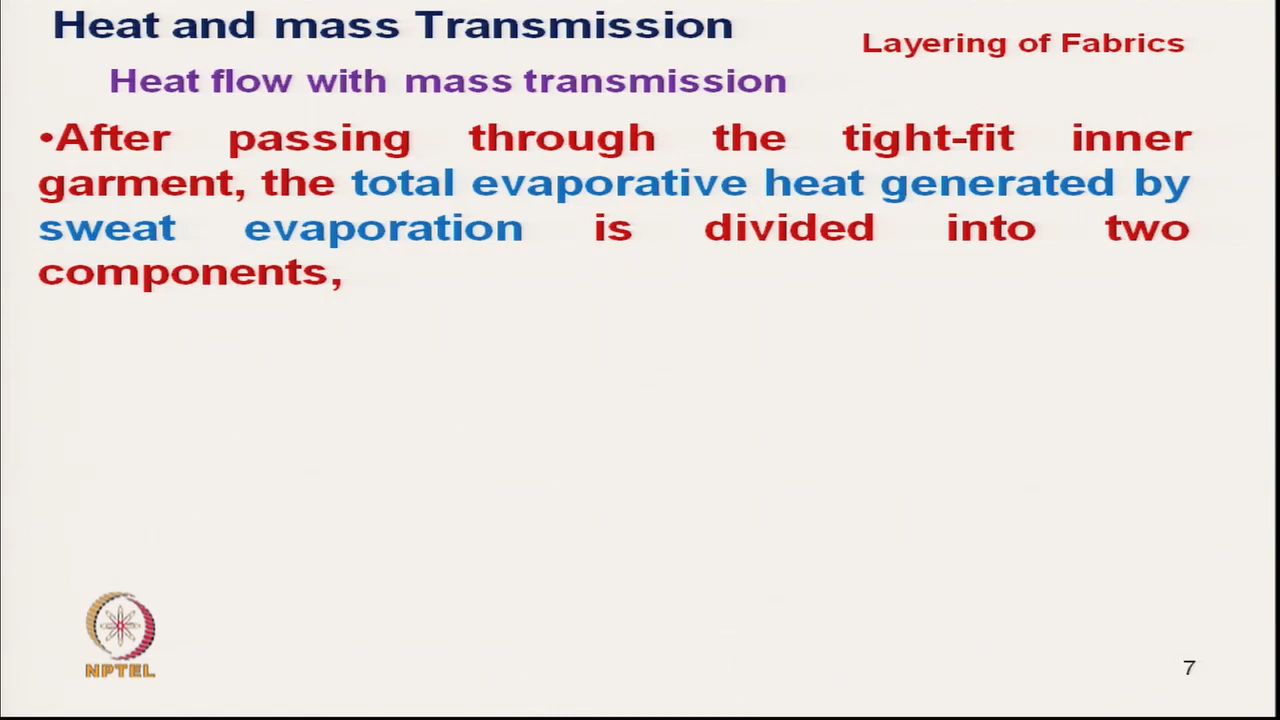 Heat and mass Transmission
Layering of Fabrics
Heat flow with mass transmission
•After passing through the tight-fit inner
garment, the total evaporative heat generated by
sweat evaporation is divided into two
components,
NPTEL
7